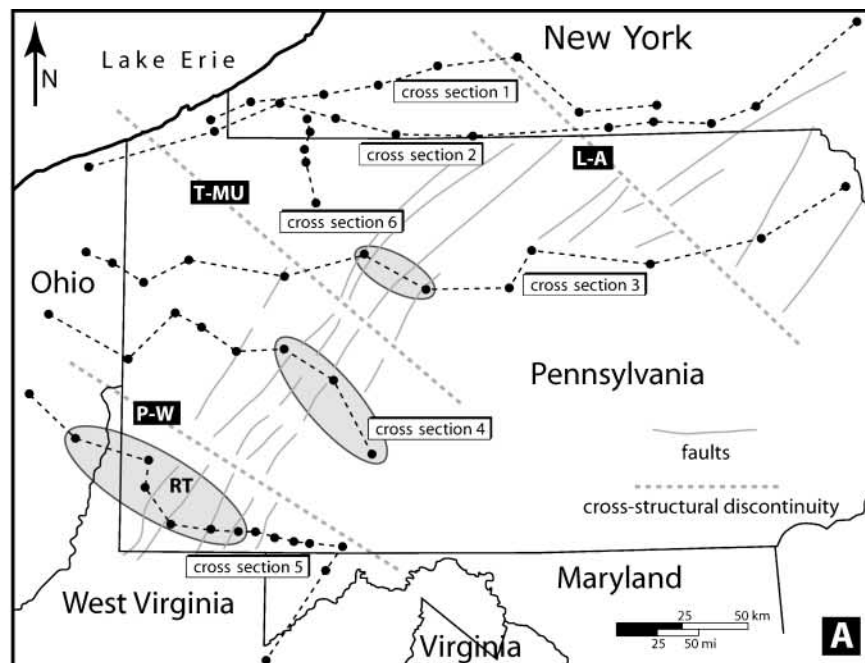 New York
Lake Erie
N
cross section 1
cross section 2
L-A
T-MU
cross section 6
Ohio
cross section 3
Pennsylvania
P-W
cross section 4
faults
RT
cross-structural discontinuity
cross section 5
Maryland
West Virginia
25 50 km
25 50 mi
Virginia
A